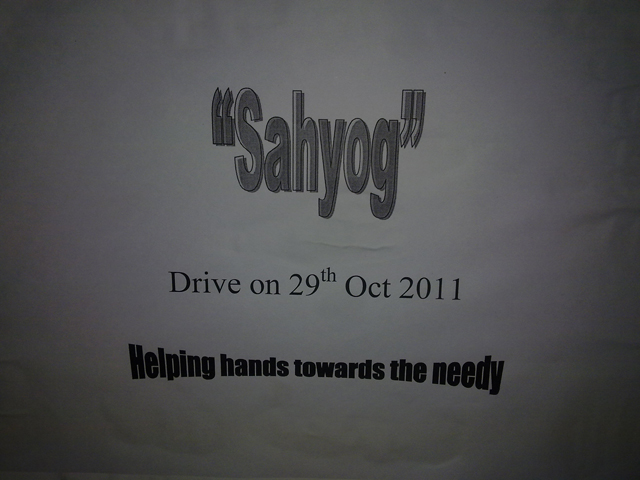 “Sahyog”
Drive on 29th Oct 2011
Helping hands towards the needy